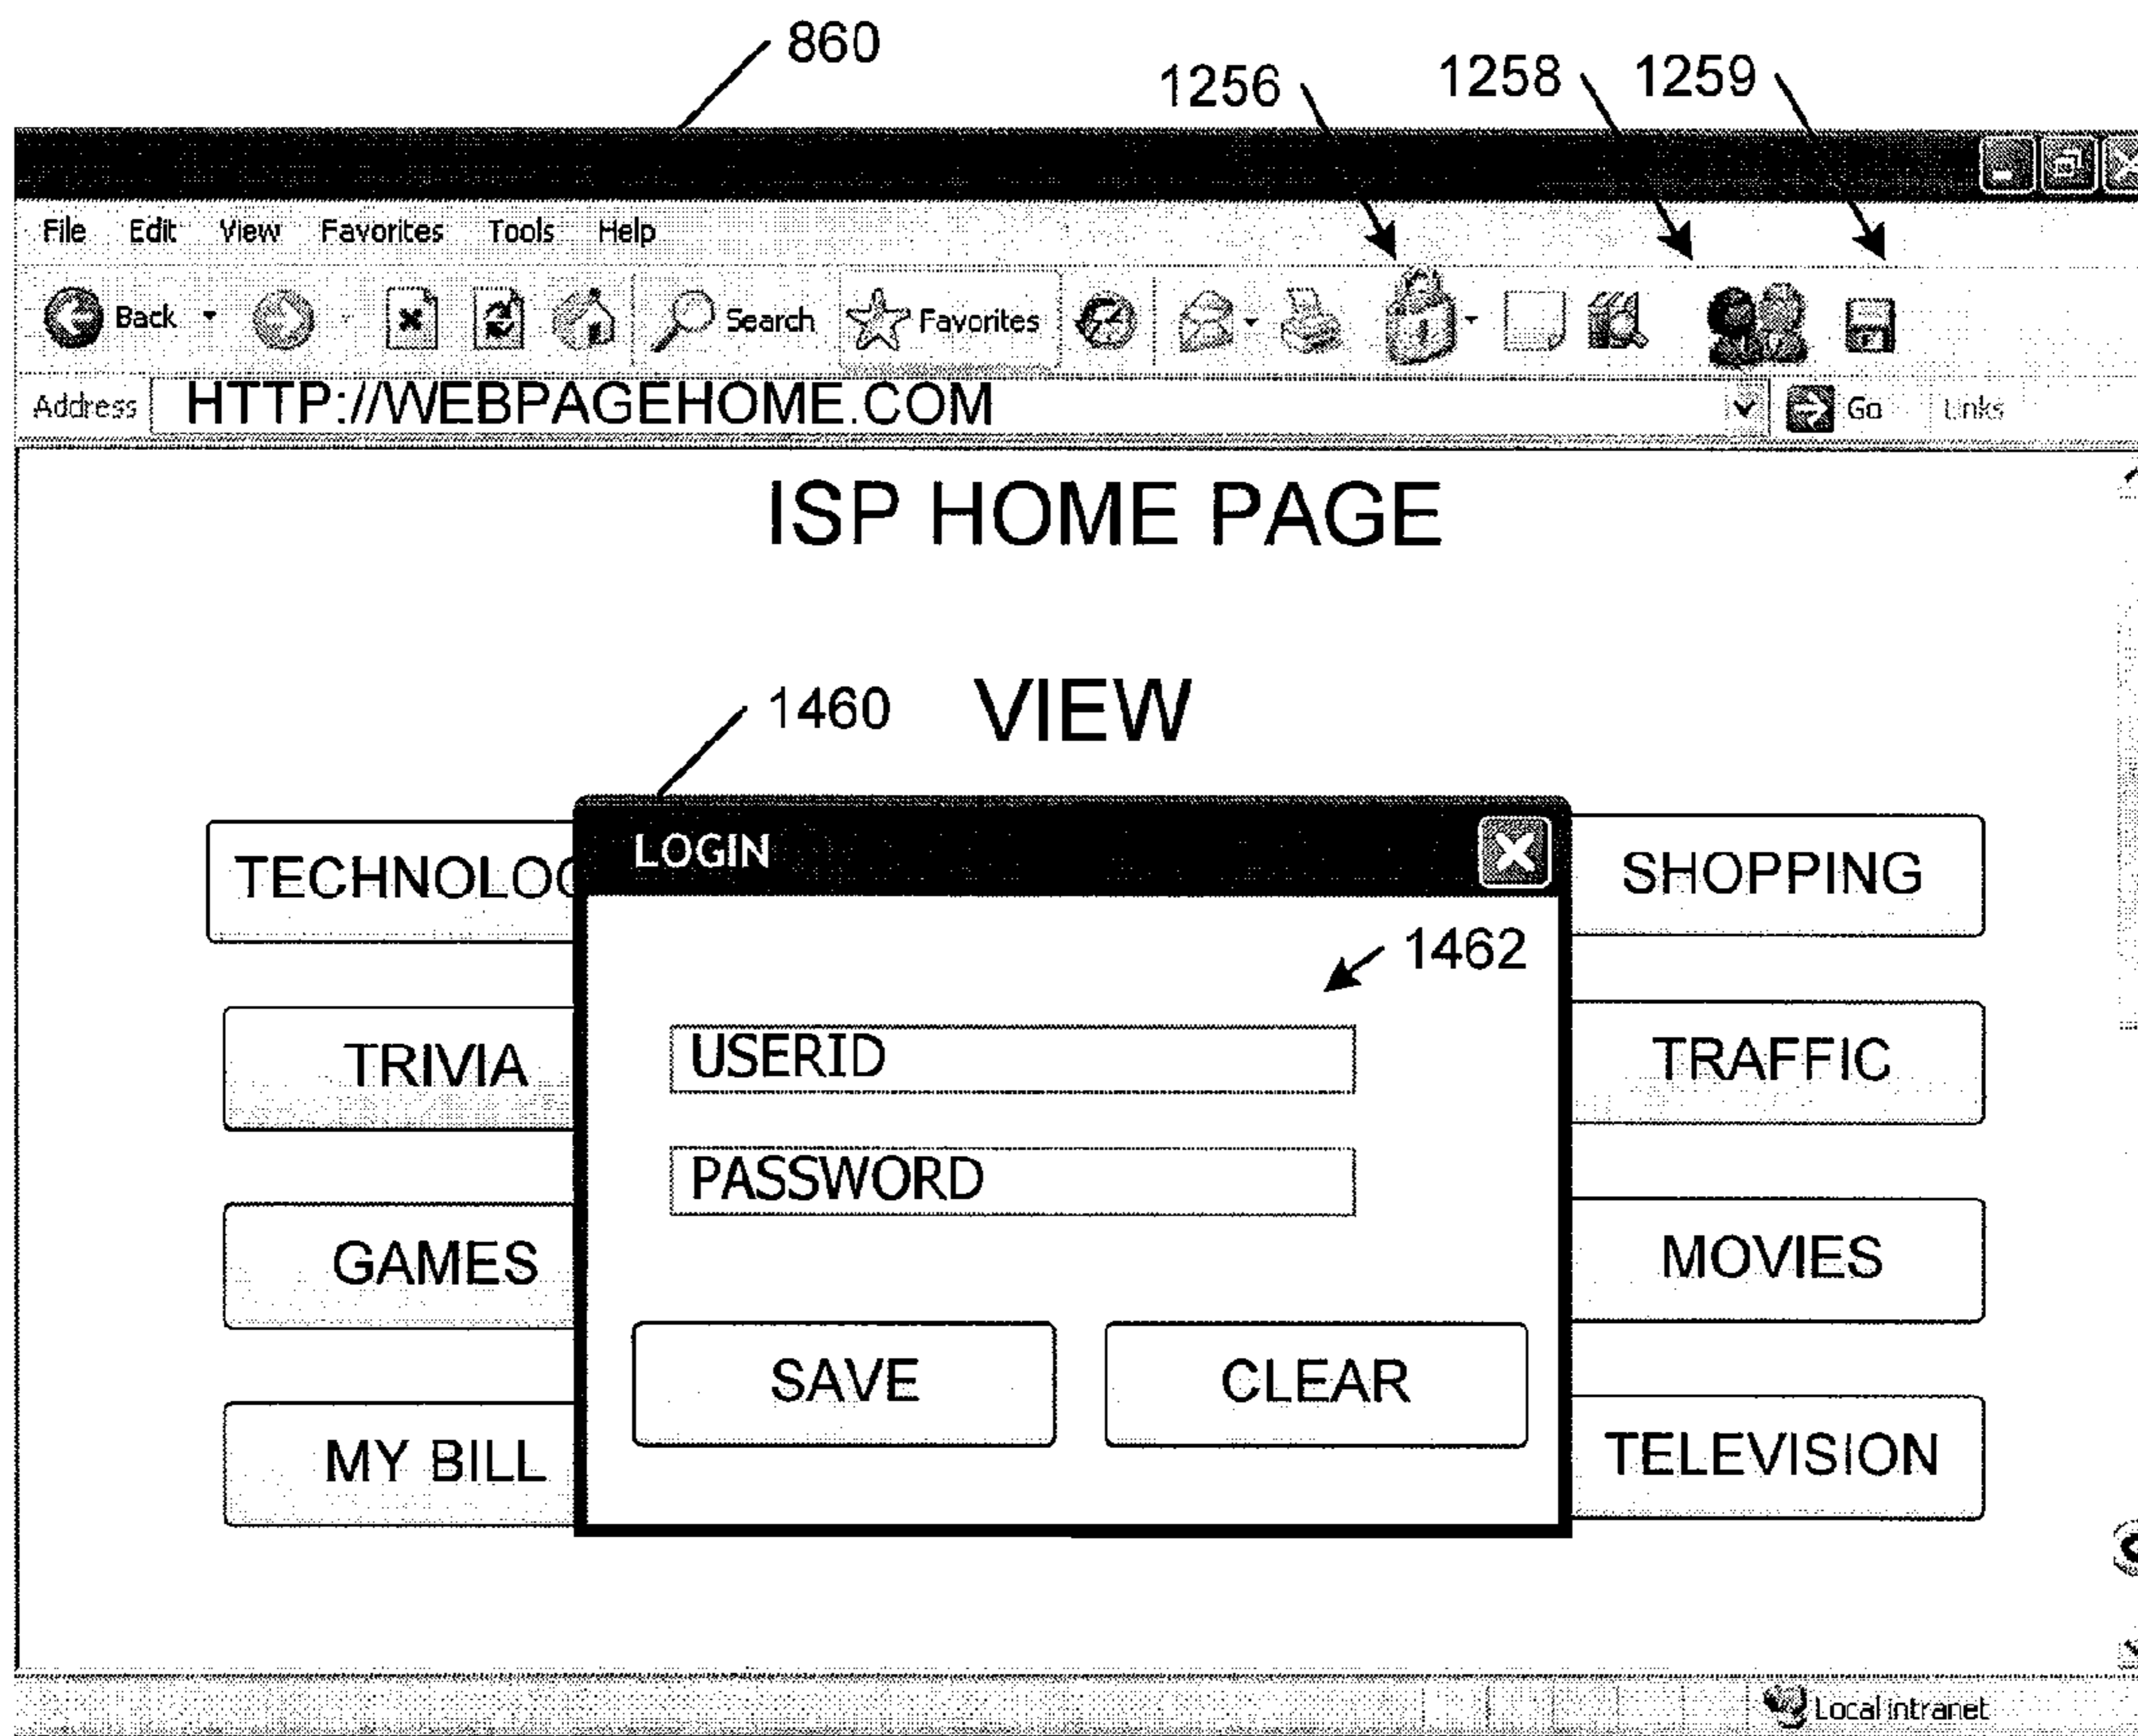 860
1256 1258 1259
File Edit View Favorites Tools Help
Back Search Favorites
Address HTTP://WEBPAGEHOME.COM Go Links
ISP HOME PAGE
1460 VIEW
TECHNOLOG LOGIN SHOPPING
1462
TRIVIA USERID TRAFFIC
PASSWORD
GAMES MOVIES
SAVE CLEAR
MY BILL TELEVISION
Local intranet